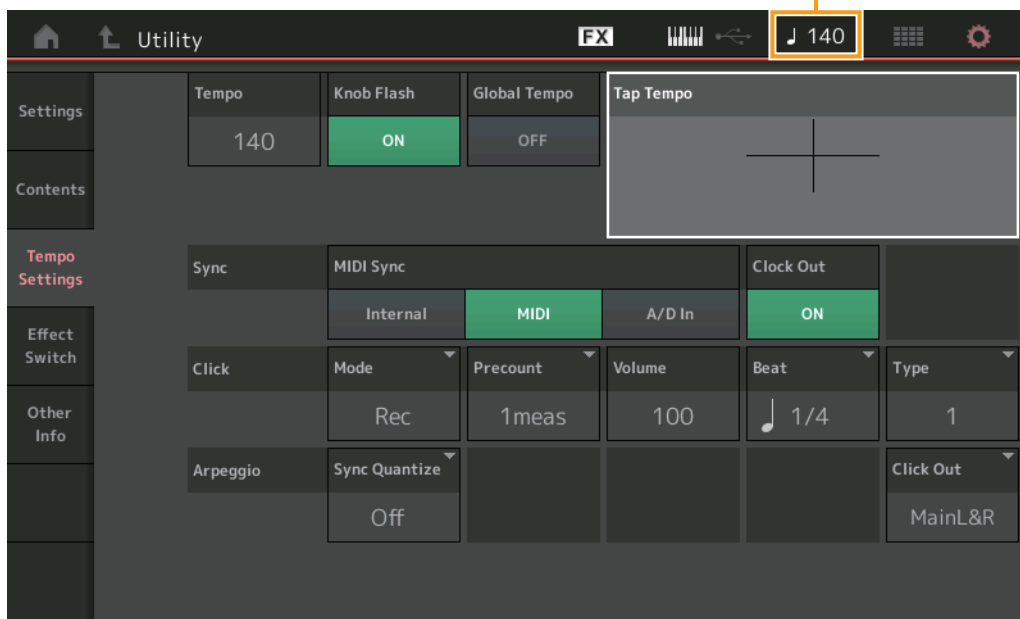 Utility
FX
♩ 140
Settings
Contents
Tempo
Settings
Effect
Switch
Other
Info
Tempo
140
Knob Flash
ON
Global Tempo
OFF
Tap Tempo
Sync
MIDI Sync
Internal
MIDI
A/D In
Clock Out
ON
Click
Mode
Rec
Precount
1meas
Volume
100
Beat
♩ 1/4
Type
1
Arpeggio
Sync Quantize
Off
Click Out
MainL&R